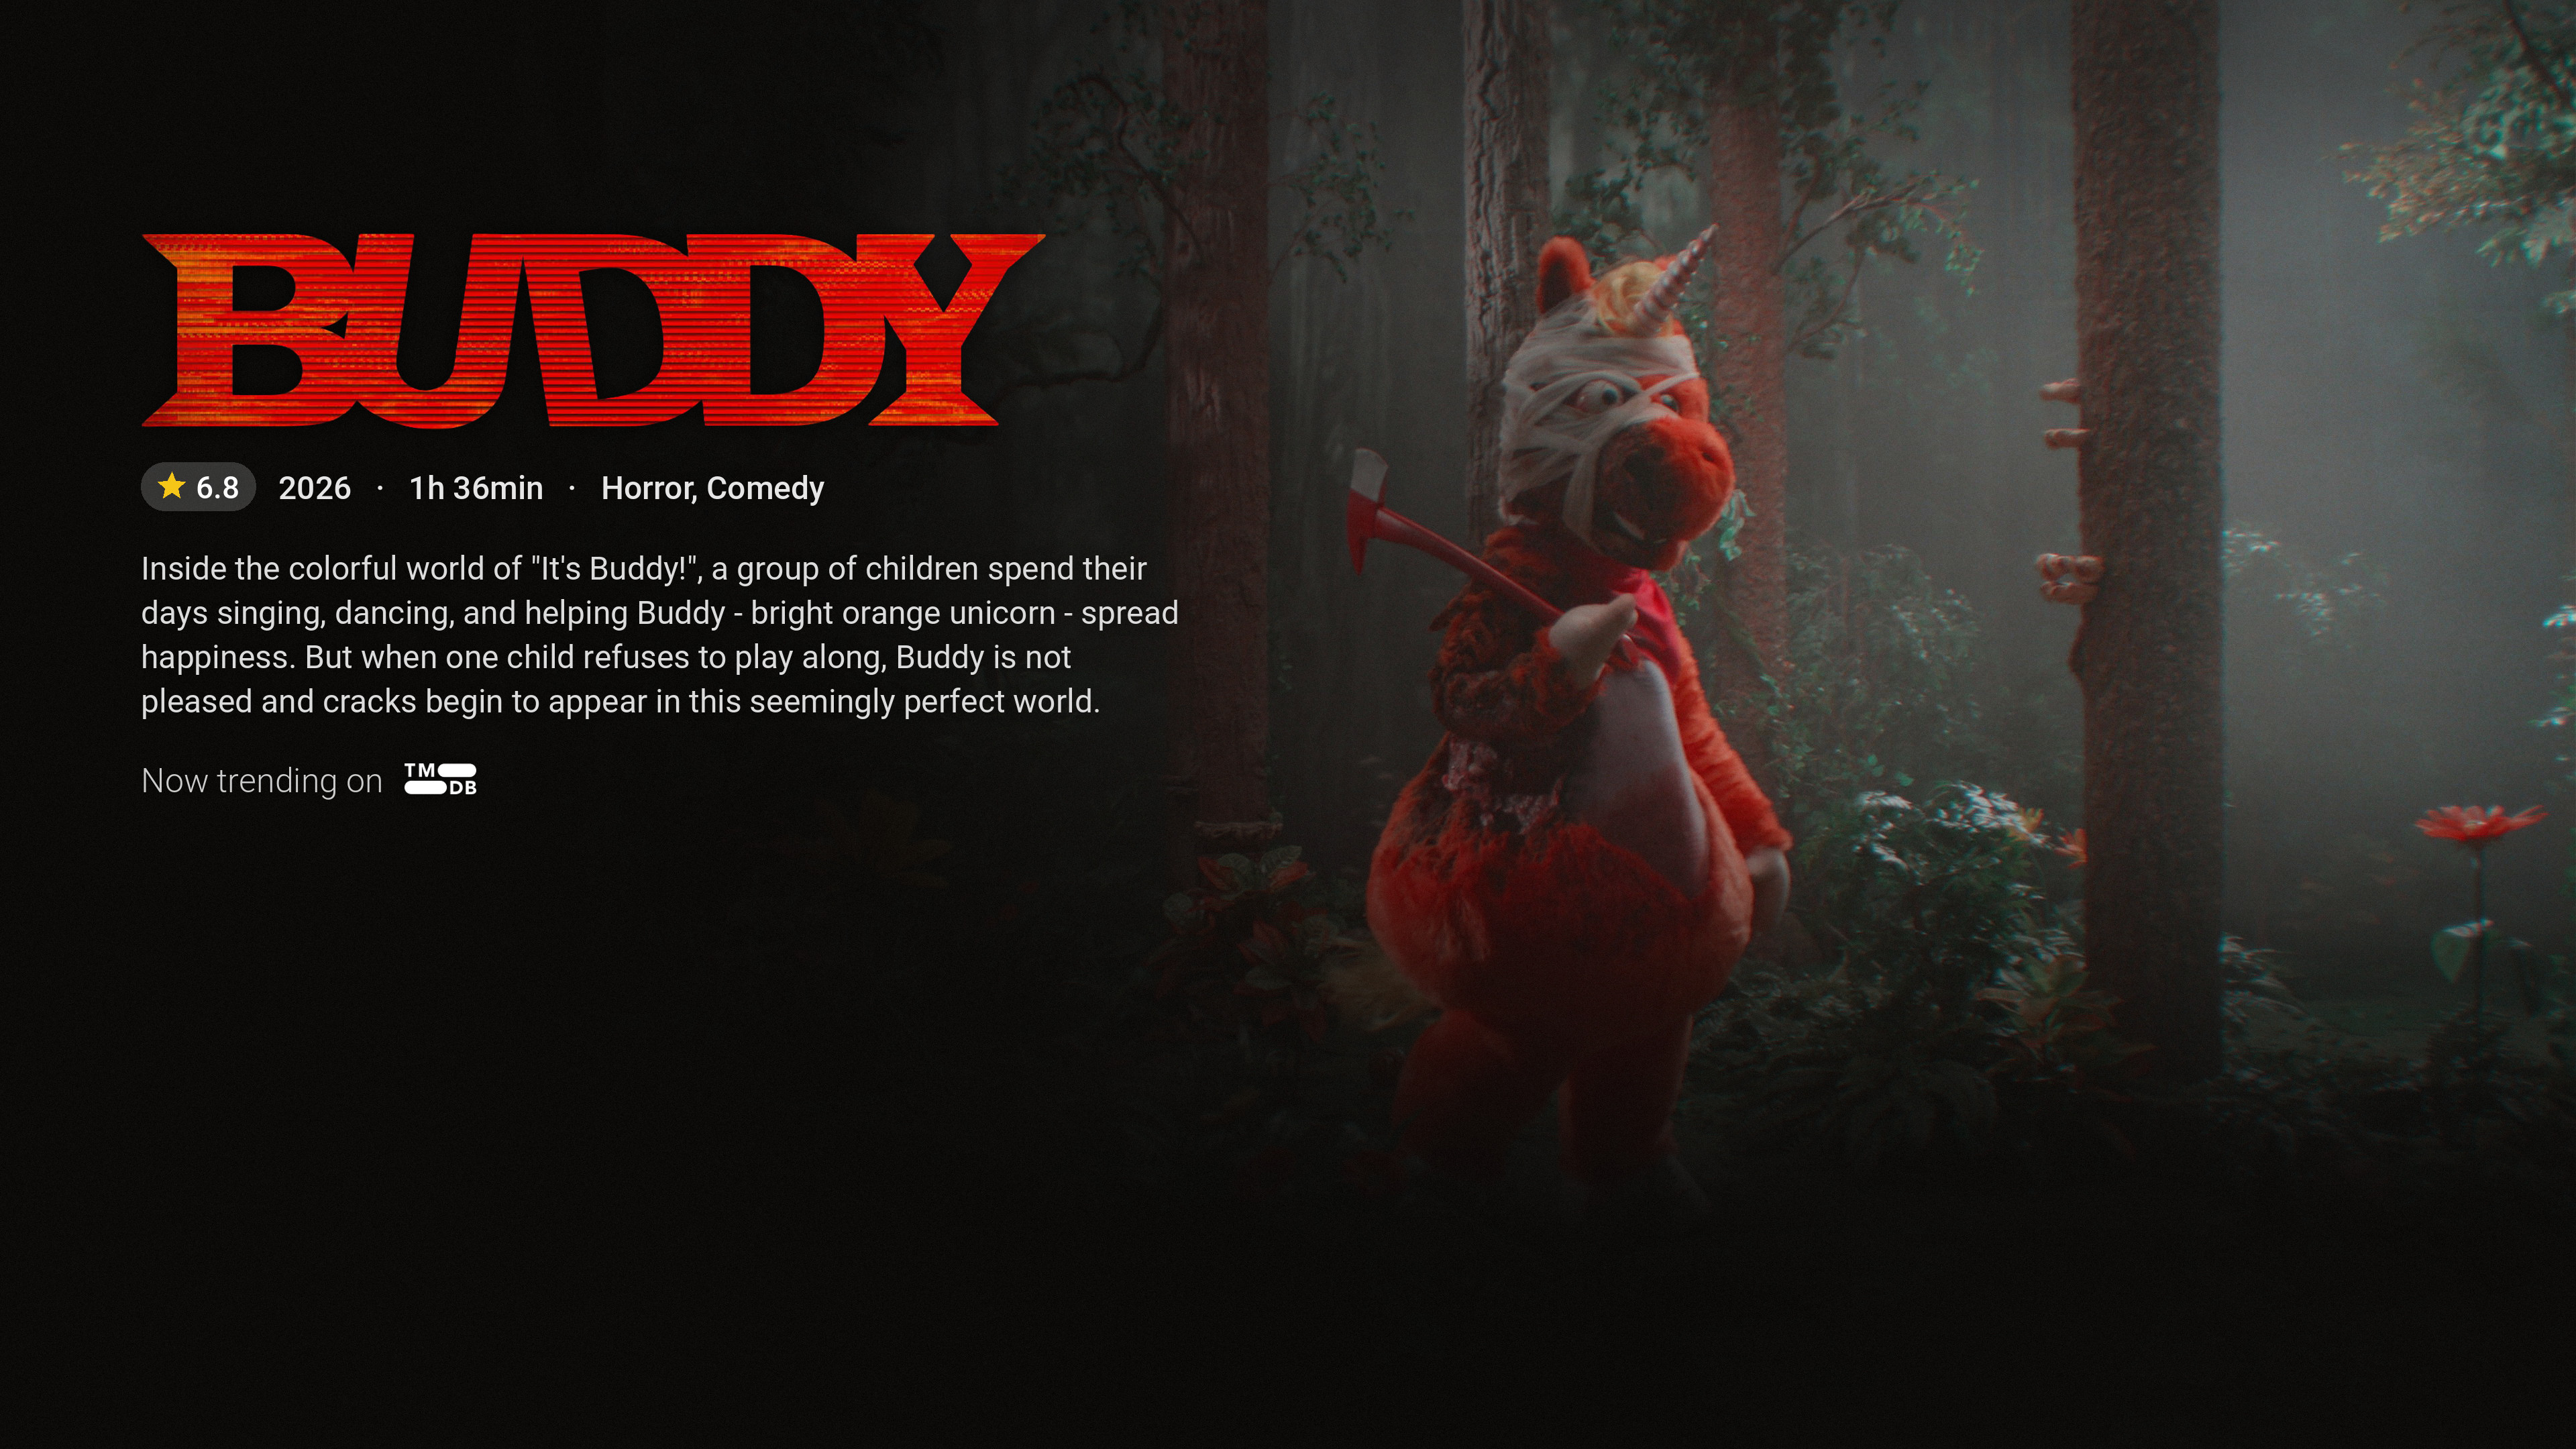 BUDDY
6.8 2026 · 1h 36min · Horror, Comedy
Inside the colorful world of "It's Buddy!", a group of children spend their
days singing, dancing, and helping Buddy - bright orange unicorn - spread
happiness. But when one child refuses to play along, Buddy is not
pleased and cracks begin to appear in this seemingly perfect world.
Now trending on TMDB